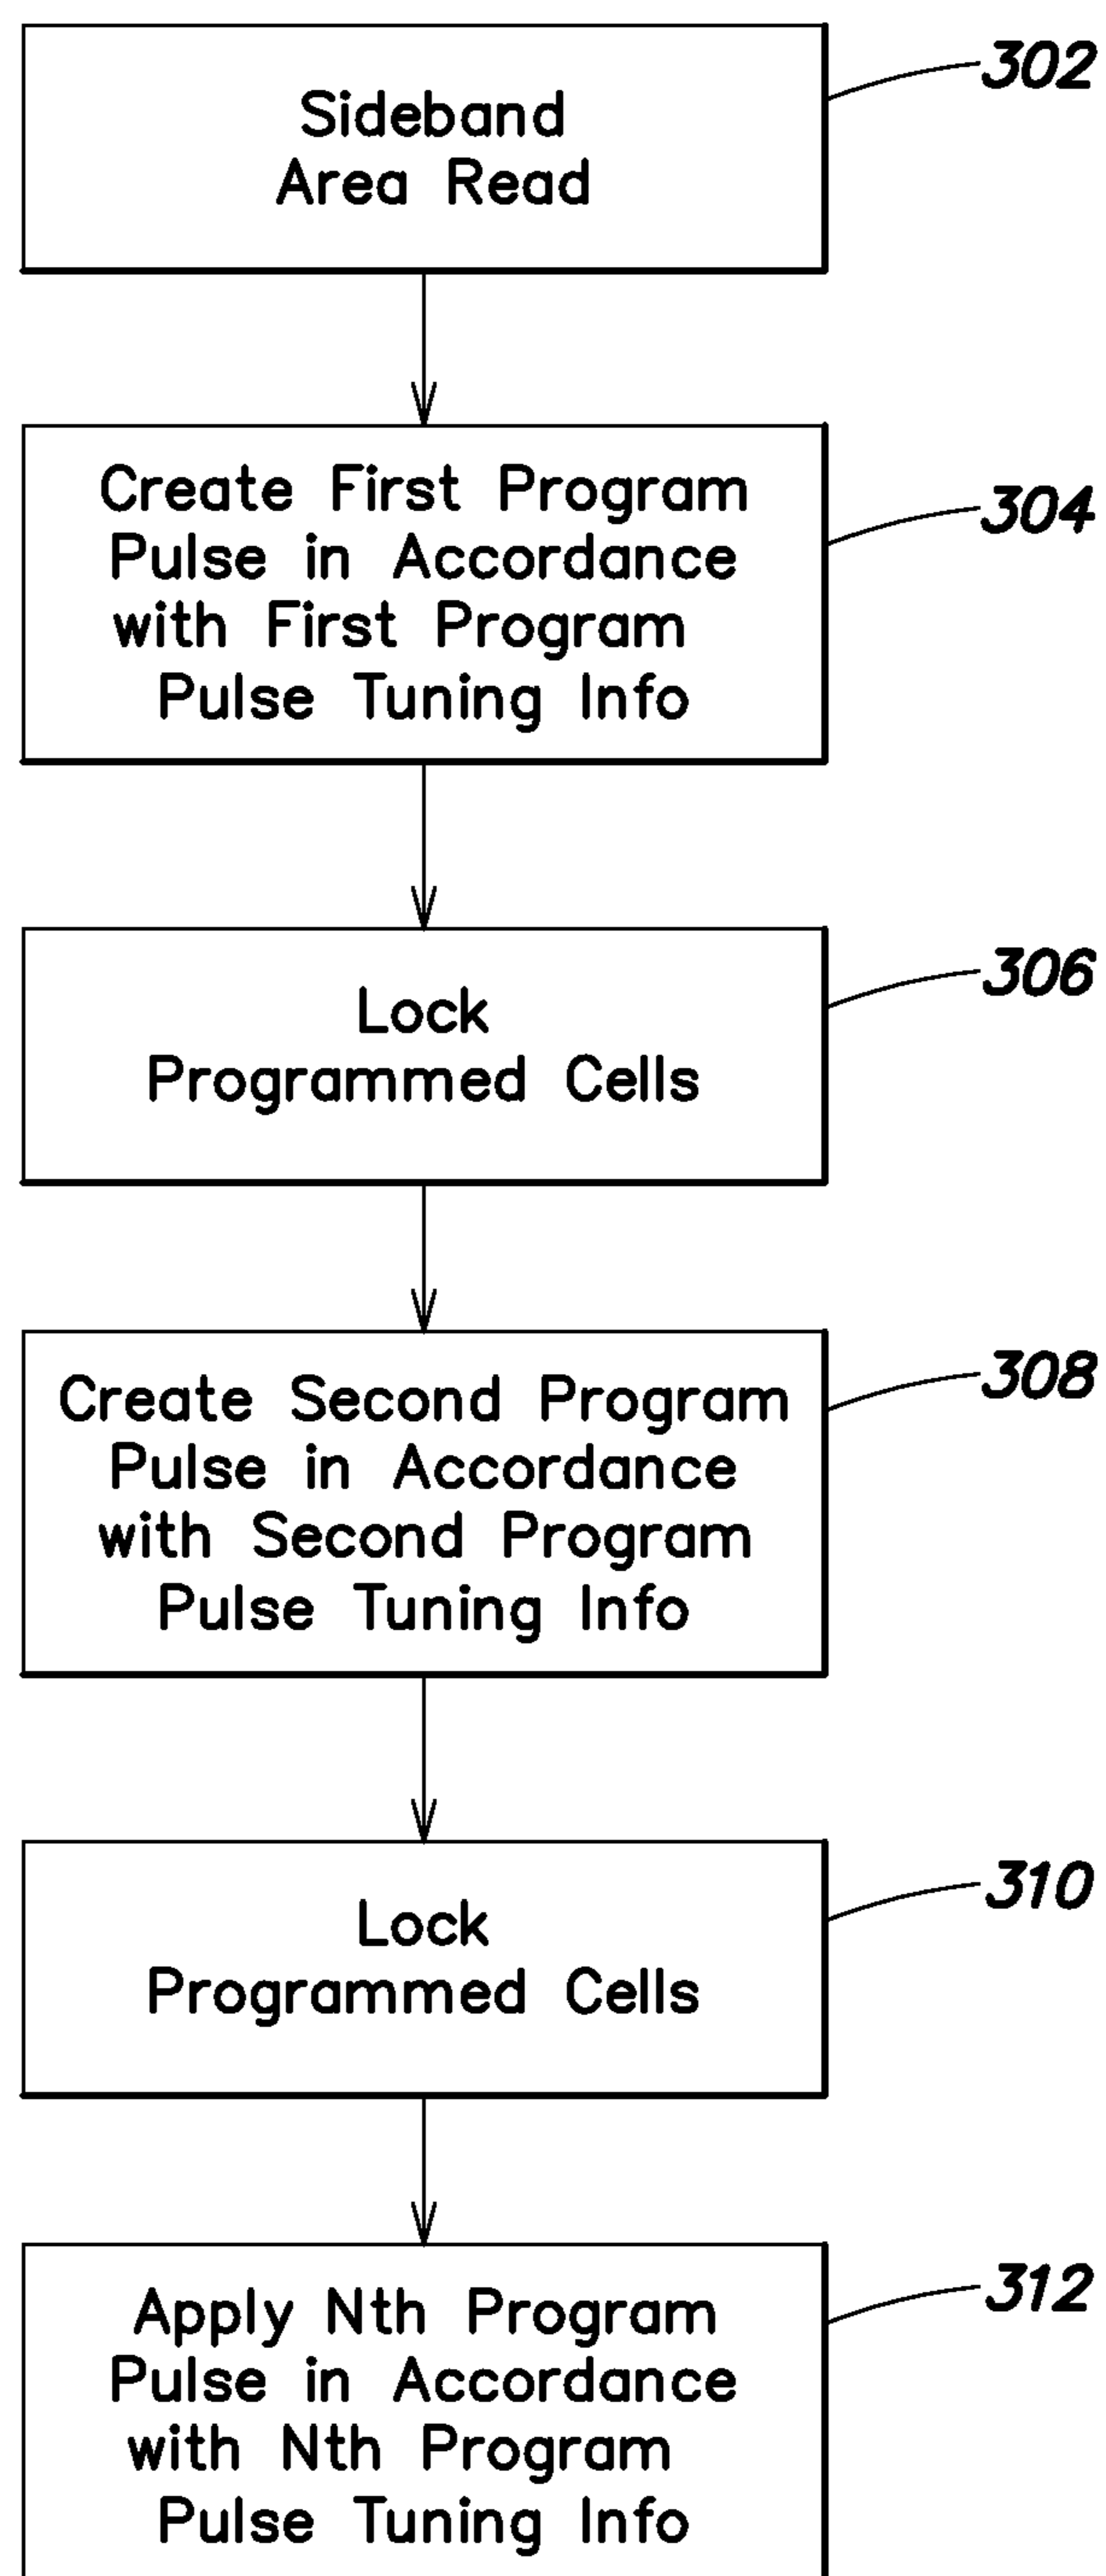 302
Sideband
Area Read
304
Create First Program
Pulse in Accordance
with First Program
Pulse Tuning Info
306
Lock
Programmed Cells
308
Create Second Program
Pulse in Accordance
with Second Program
Pulse Tuning Info
310
Lock
Programmed Cells
312
Apply Nth Program
Pulse in Accordance
with Nth Program
Pulse Tuning Info